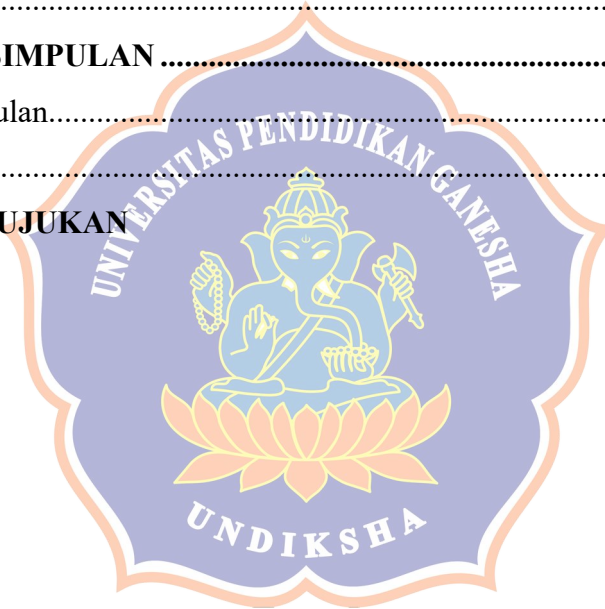 SIMPULAN
ulan
UJUKAN
UNIVERSITAS PENDIDIKAN GANESHA
UNDIKSHA